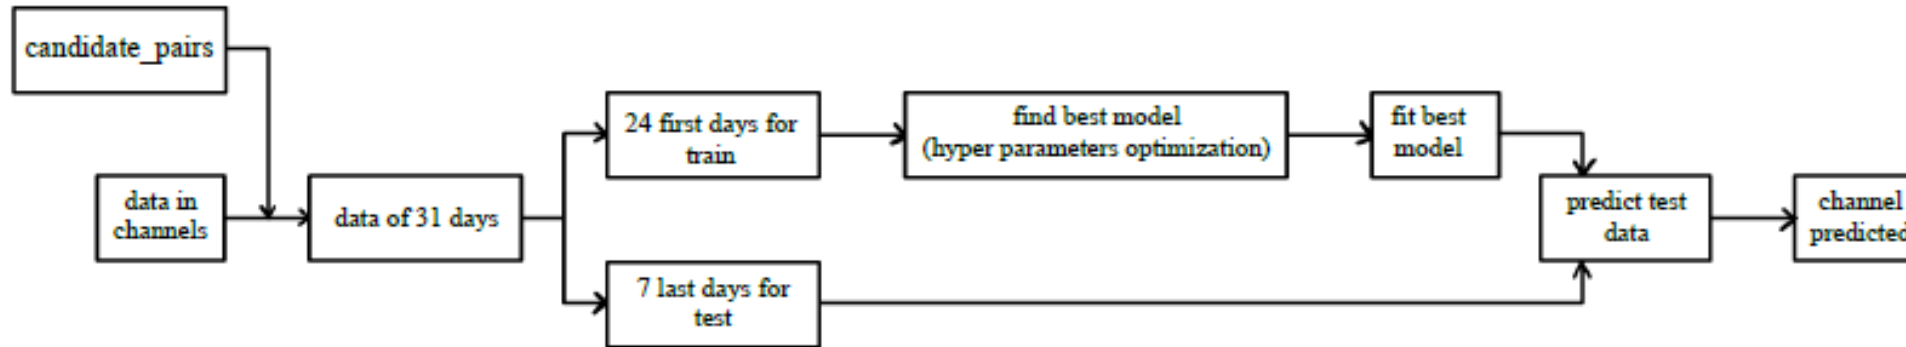 candidate_pairs
data in
channels
data of 31 days
24 first days for
train
find best model
(hyper parameters optimization)
fit best
model
7 last days for
test
predict test
data
channel
predicted